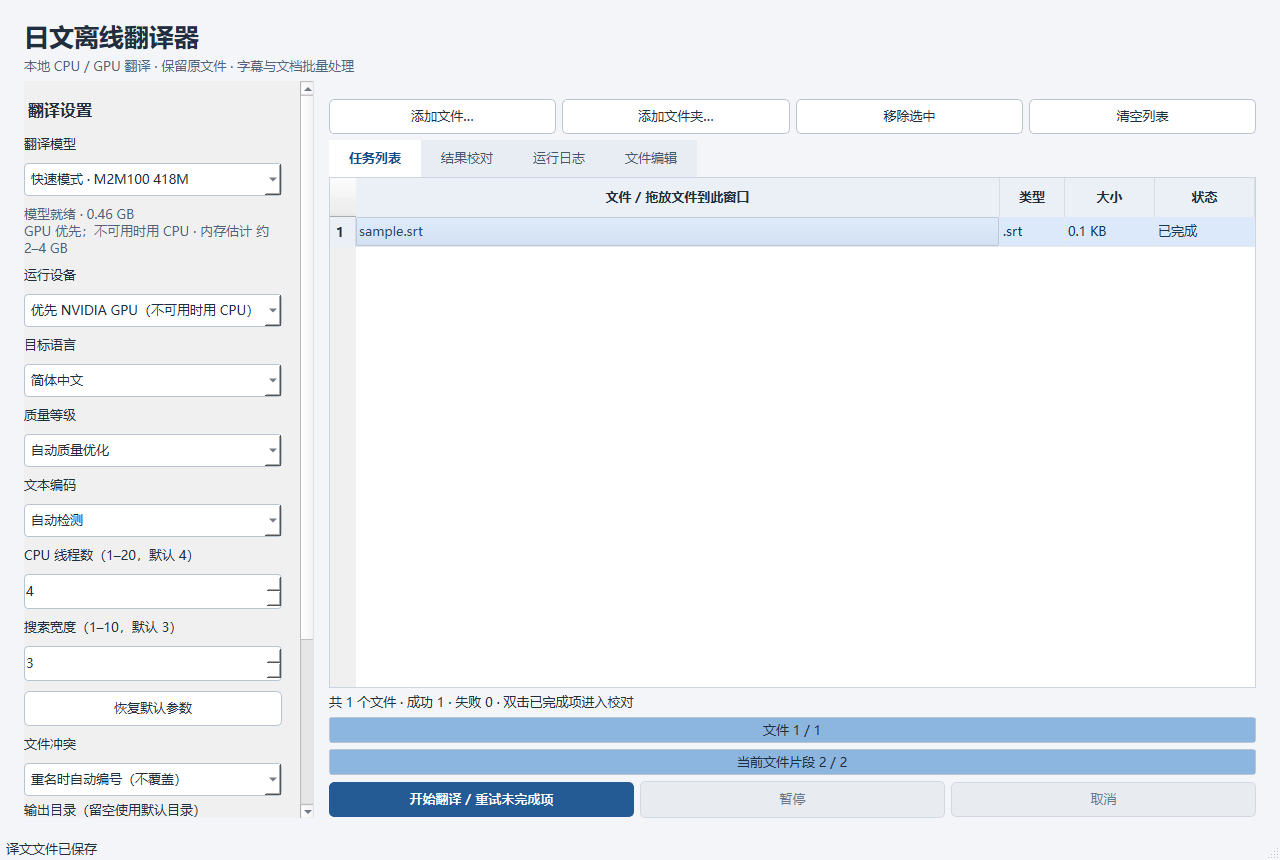 日文离线翻译器
本地 CPU / GPU 翻译 · 保留原文件 · 字幕与文档批量处理
翻译设置
翻译模型
快速模式 · M2M100 418M
模型就绪 · 0.46 GB
GPU 优先；不可用时用 CPU · 内存估计 约
2–4 GB
运行设备
优先 NVIDIA GPU（不可用时用 CPU）
目标语言
简体中文
质量等级
自动质量优化
文本编码
自动检测
CPU 线程数（1–20，默认 4）
4
搜索宽度（1–10，默认 3）
3
恢复默认参数
文件冲突
重名时自动编号（不覆盖）
输出目录（留空使用默认目录）
添加文件...
添加文件夹...
移除选中
清空列表
任务列表
结果校对
运行日志
文件编辑
文件 / 拖放文件到此窗口
类型
大小
状态
1
sample.srt
.srt
0.1 KB
已完成
共 1 个文件 · 成功 1 · 失败 0 · 双击已完成项进入校对
文件 1 / 1
当前文件片段 2 / 2
开始翻译 / 重试未完成项
暂停
取消
译文文件已保存